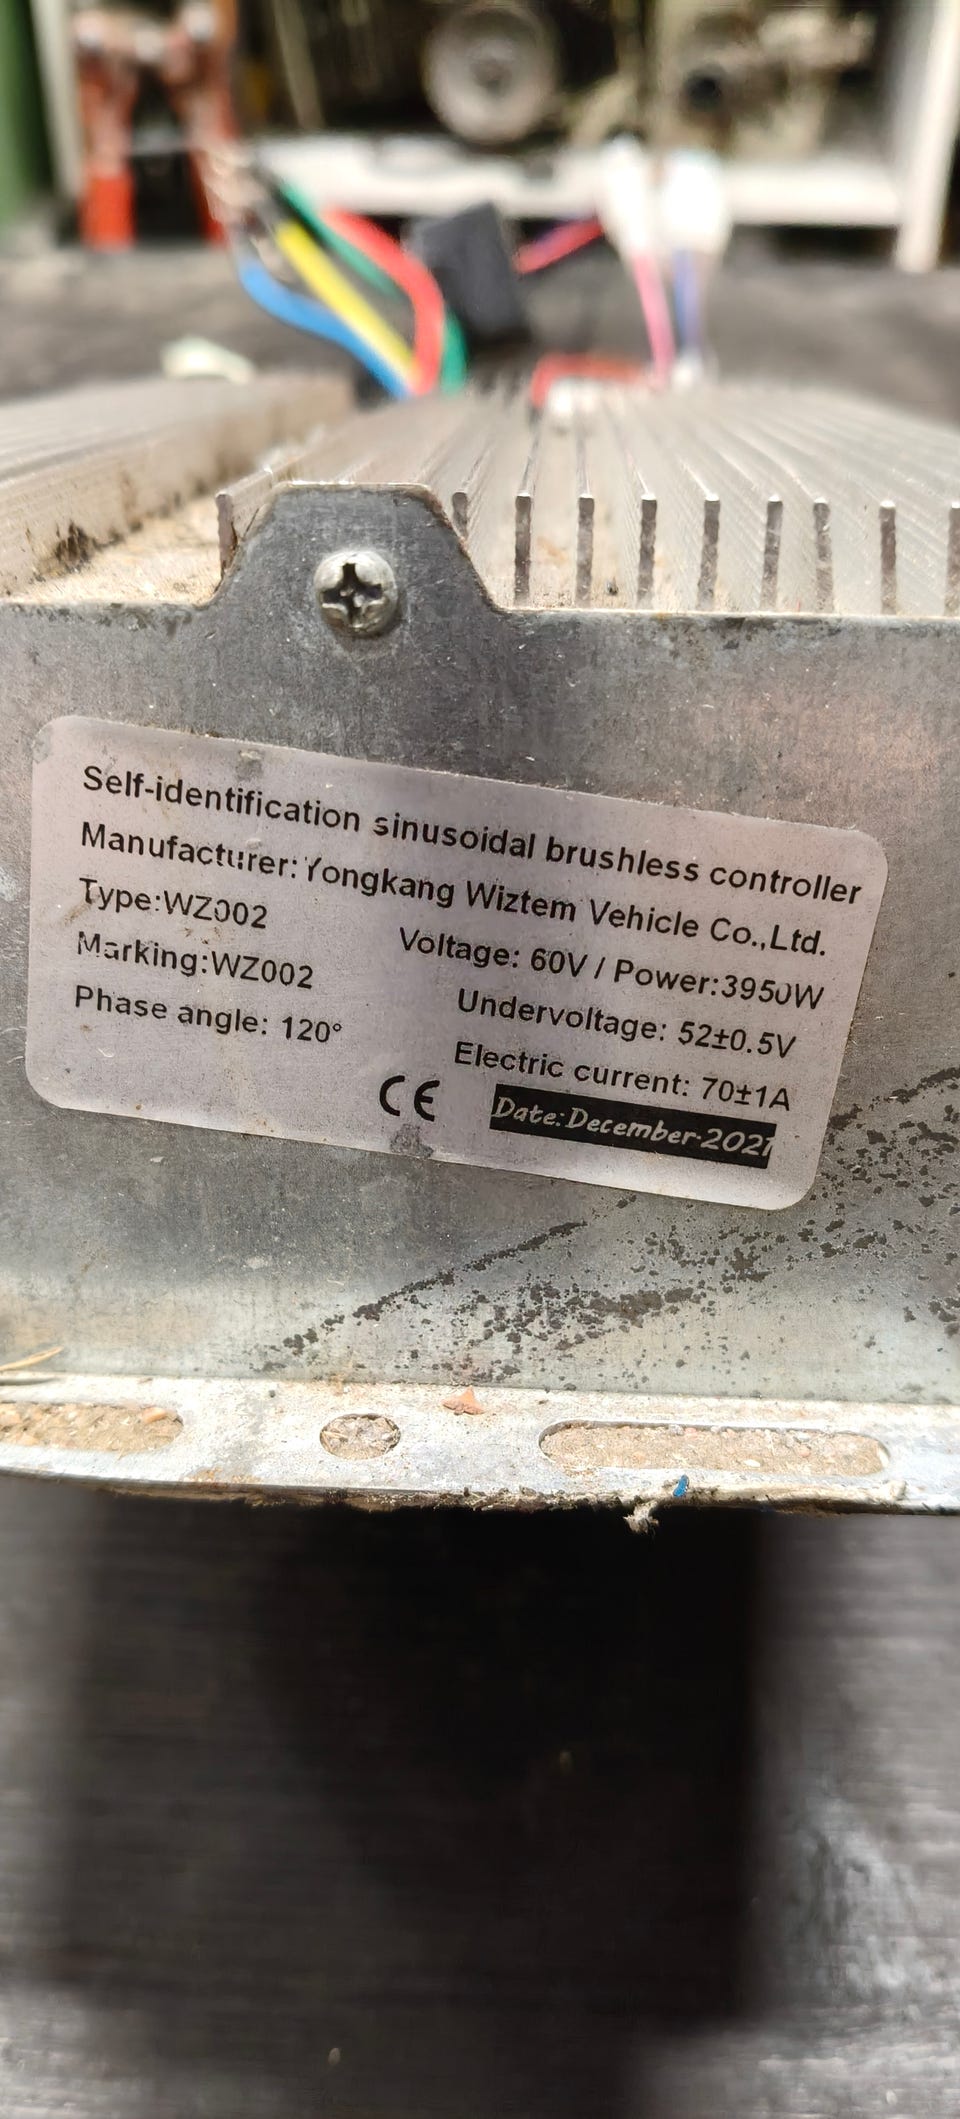 Self-identification sinusoidal brushless controller
Manufacturer: Yongkang Wiztem Vehicle Co.,Ltd.
Type:WZ002
Voltage: 60V / Power:3950W
Marking:WZ002
Undervoltage: 52±0.5V
Phase angle: 120°
Electric current: 70±1A
CE
Date:December 2021